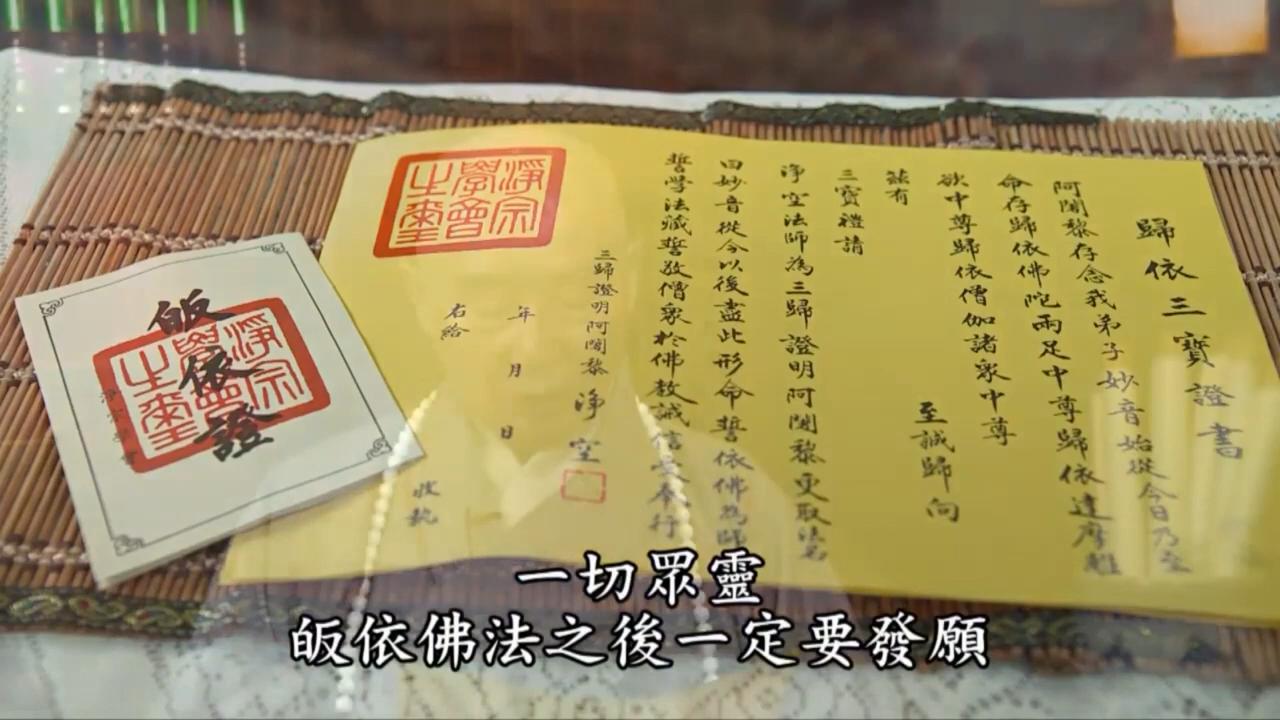 歸依三寶證書
阿闍黎存念我弟子妙音始從今日乃至
命存歸依佛陀兩足中尊歸依達摩離
欲中尊歸依僧伽諸眾中尊
至誠歸向
茲有
三寶禮請
淨空法師為三歸證明阿闍黎更取法名
曰妙音從今以後盡此形命誓依佛為師
誓學法藏誓敬僧眾於佛教誡信受奉行
三歸證明阿闍黎 淨空
年 月 日
右給
收執
淨宗
學會
之璽
皈依證
淨宗
學會
之璽
一切眾靈
皈依佛法之後一定要發願